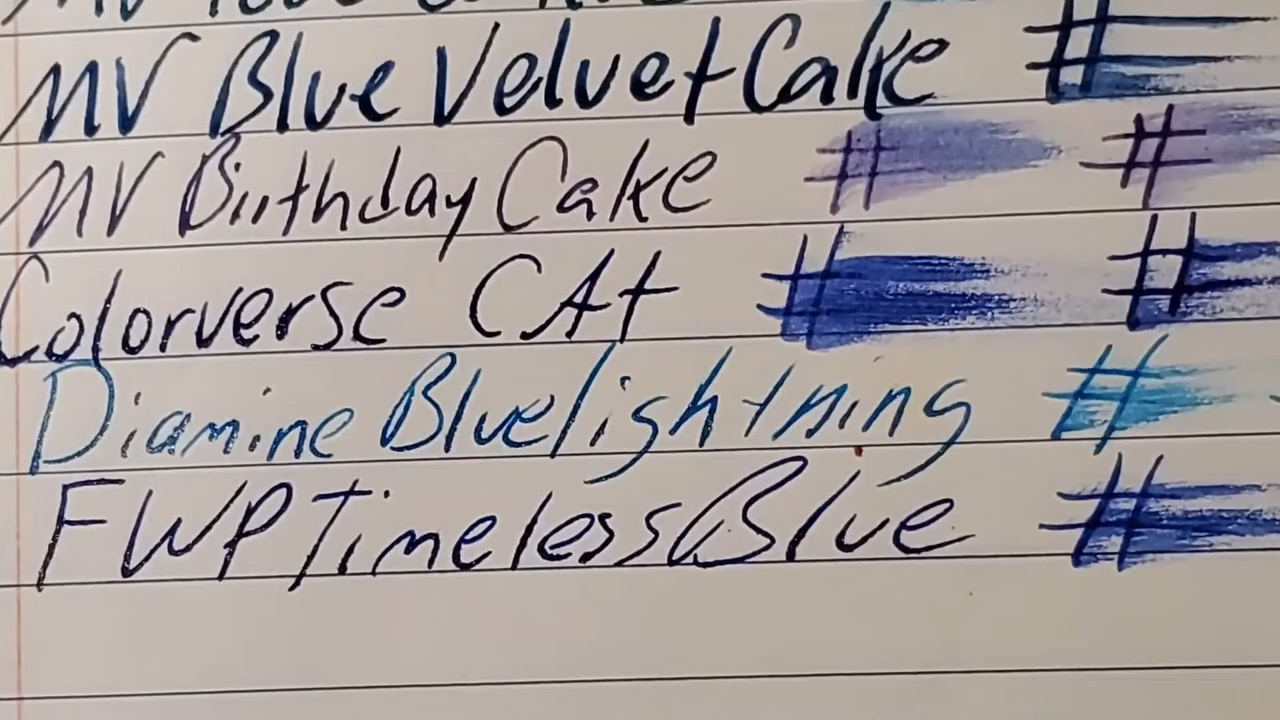 MV Blue Velvet Cake # 
MV Birthday Cake # #
Colorverse CAt # #
Diamine Bluelightning #
FWP Timeless Blue #